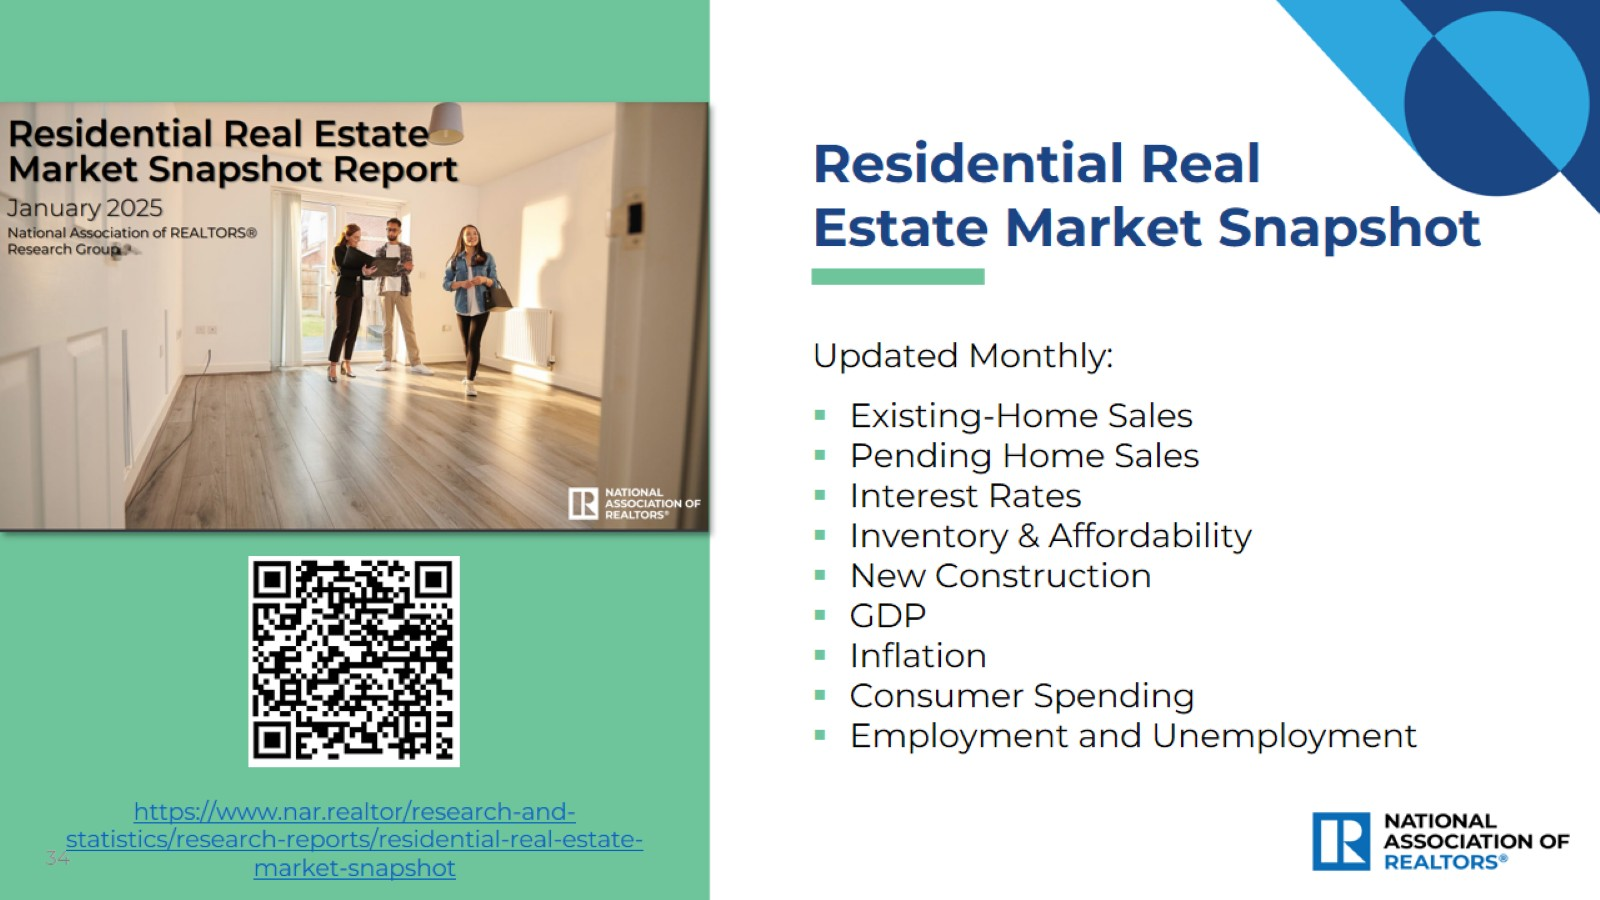 Residential Real Estate
Market Snapshot Report
January 2025
National Association of REALTORS®
Research Group
NATIONAL
ASSOCIATION OF
REALTORS®
https://www.nar.realtor/research-and-
statistics/research-reports/residential-real-estate-
market-snapshot
34
Residential Real
Estate Market Snapshot
Updated Monthly:
▪ Existing-Home Sales
▪ Pending Home Sales
▪ Interest Rates
▪ Inventory & Affordability
▪ New Construction
▪ GDP
▪ Inflation
▪ Consumer Spending
▪ Employment and Unemployment
NATIONAL
ASSOCIATION OF
REALTORS®